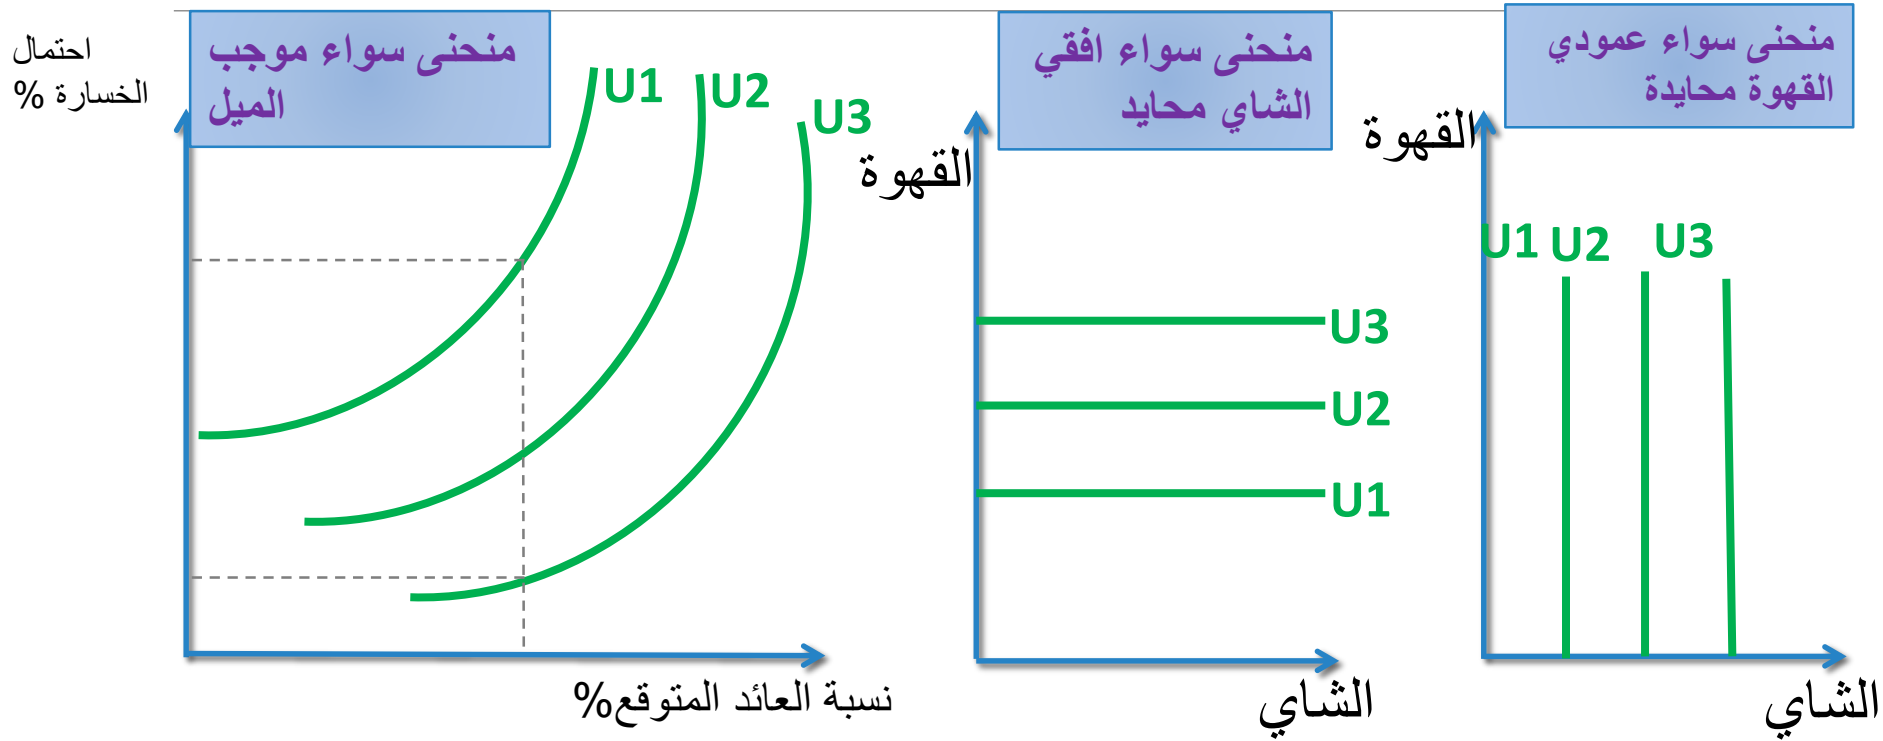 منحنى سواء موجب
الميل
احتمال
الخسارة %
U1
U2
U3
نسبة العائد المتوقع%
منحنى سواء افقي
الشاي محايد
القهوة
U3
U2
U1
الشاي
منحنى سواء عمودي
القهوة محايدة
القهوة
U1 U2 U3
الشاي